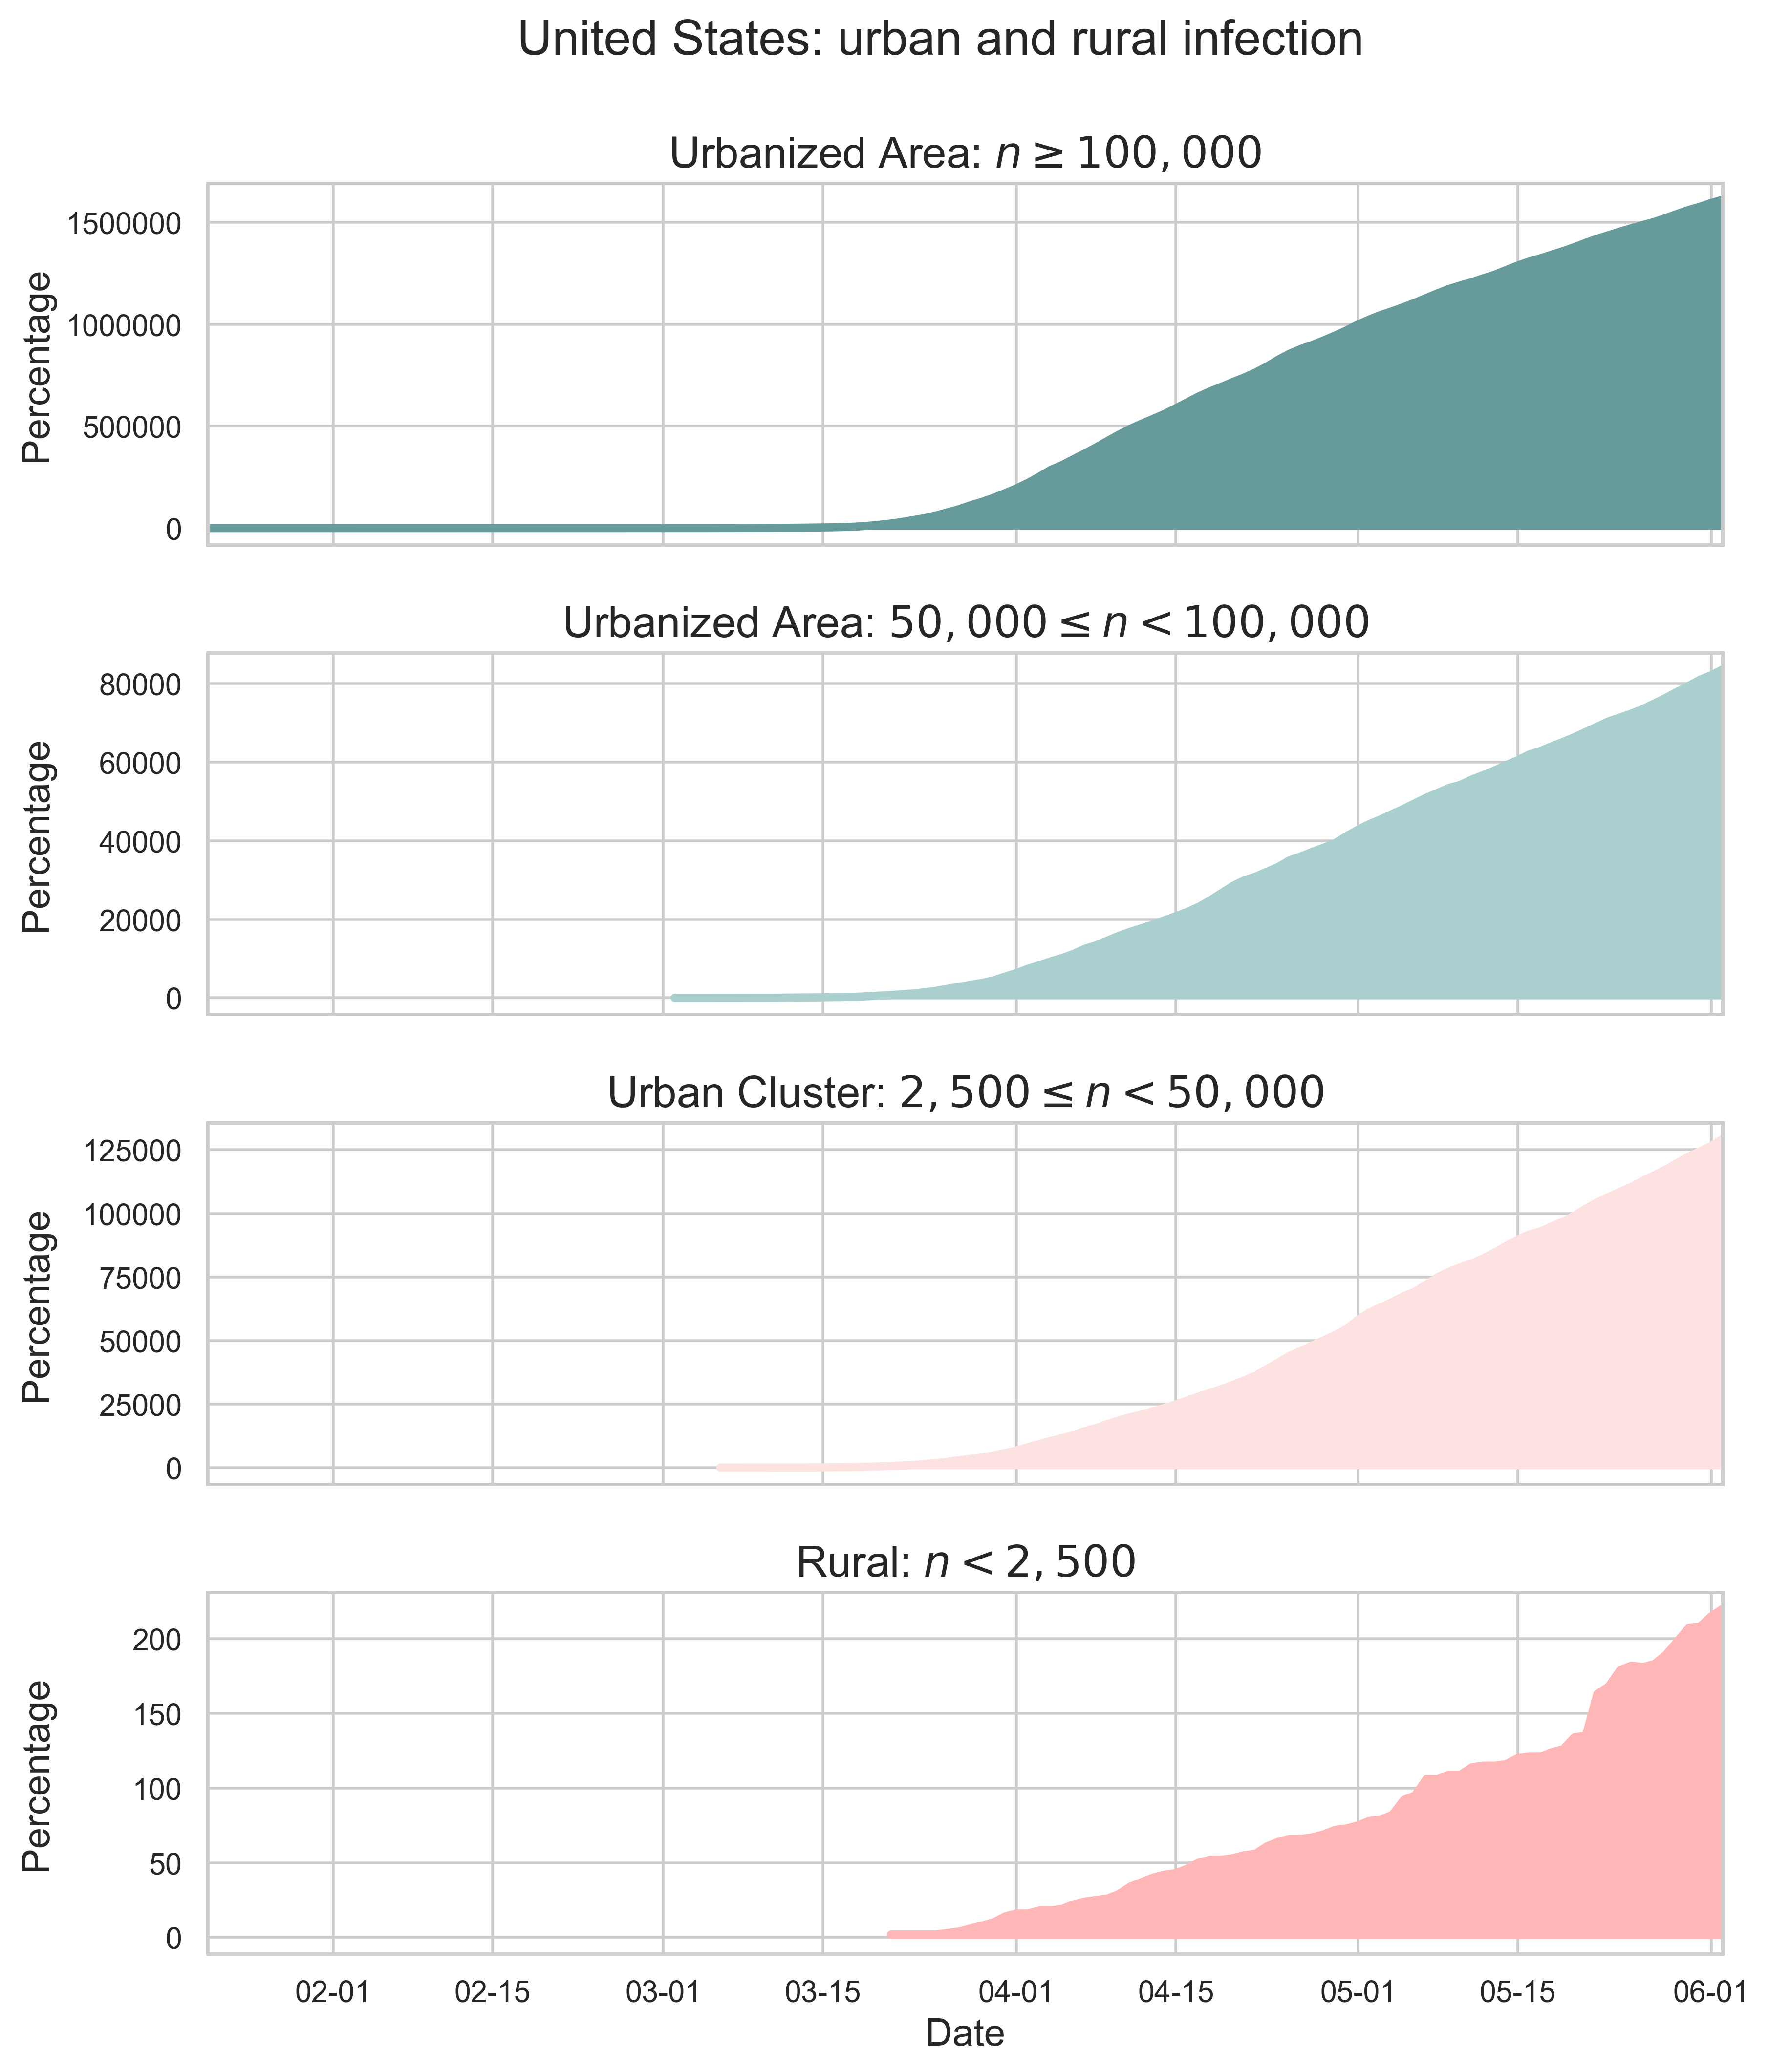 United States: urban and rural infection
Urbanized Area: n ≥ 100, 000
Percentage
1500000
1000000
500000
0
Urbanized Area: 50, 000 ≤ n < 100, 000
Percentage
80000
60000
40000
20000
0
Urban Cluster: 2, 500 ≤ n < 50, 000
Percentage
125000
100000
75000
50000
25000
0
Rural: n < 2, 500
Percentage
200
150
100
50
0
02-01 02-15 03-01 03-15 04-01 04-15 05-01 05-15 06-01
Date